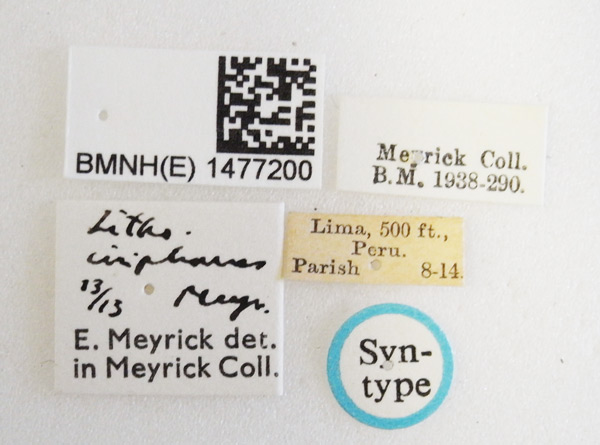 BMNH(E) 1477200
Meyrick Coll.
B.M. 1938-290.
Litho.
iriphanes
13/13 Meyr.
E. Meyrick det.
in Meyrick Coll.
Lima, 500 ft.,
Peru.
Parish 8-14.
Syn-
type